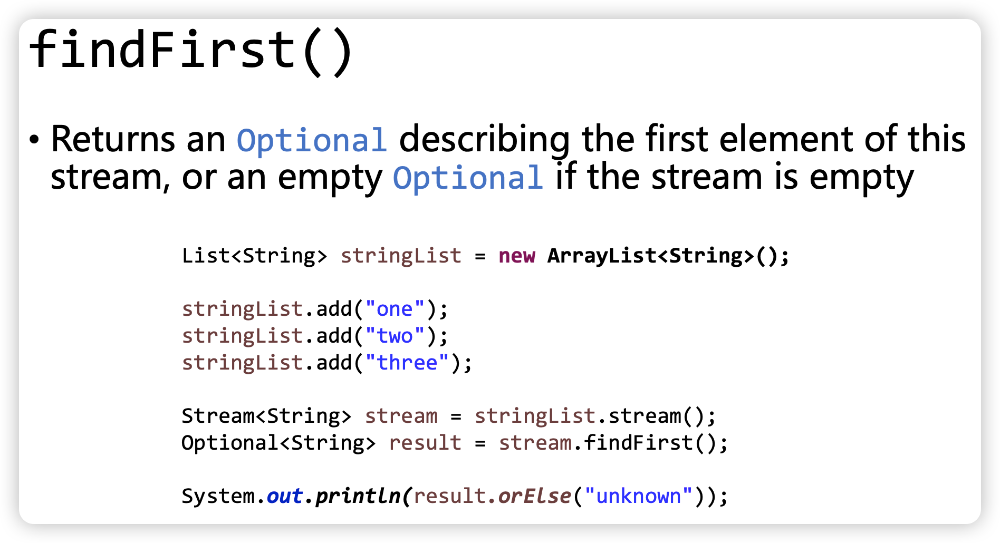 findFirst()
• Returns an Optional describing the first element of this
stream, or an empty Optional if the stream is empty
List<String> stringList = new ArrayList<String>();
stringList.add("one");
stringList.add("two");
stringList.add("three");
Stream<String> stream = stringList.stream();
Optional<String> result = stream.findFirst();
System.out.println(result.orElse("unknown"));